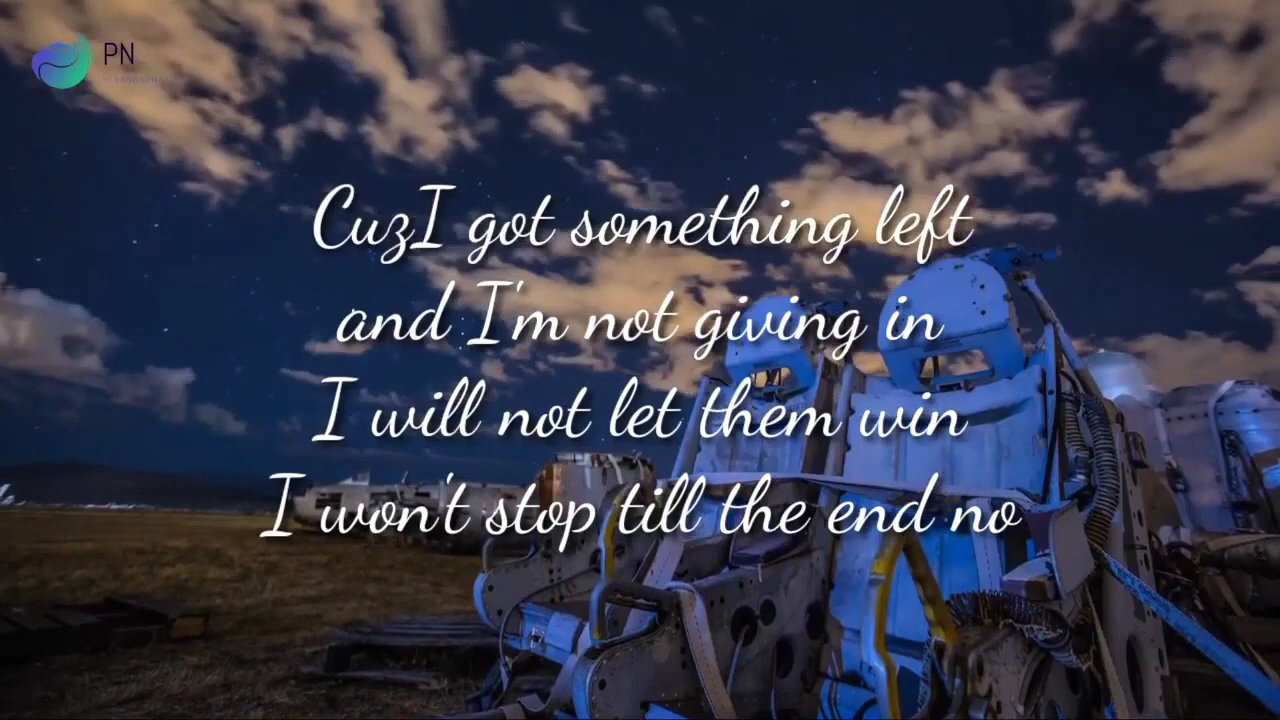 PN
CuzI got something left
and I'm not giving in
I will not let them win
I won't stop till the end no